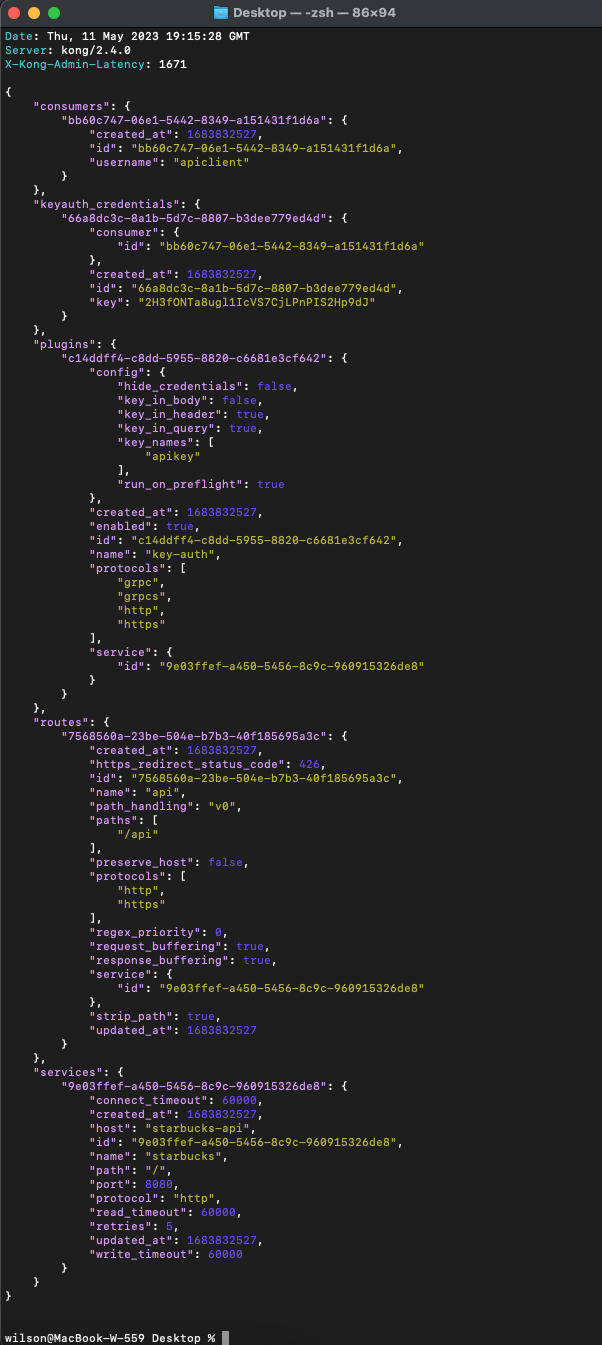 Desktop — -zsh — 86×94
Date: Thu, 11 May 2023 19:15:28 GMT
Server: kong/2.4.0
X-Kong-Admin-Latency: 1671
{
    "consumers": {
        "bb60c747-06e1-5442-8349-a151431f1d6a": {
            "created_at": 1683832527,
            "id": "bb60c747-06e1-5442-8349-a151431f1d6a",
            "username": "apiclient"
        }
    },
    "keyauth_credentials": {
        "66a8dc3c-8a1b-5d7c-8807-b3dee779ed4d": {
            "consumer": {
                "id": "bb60c747-06e1-5442-8349-a151431f1d6a"
            },
            "created_at": 1683832527,
            "id": "66a8dc3c-8a1b-5d7c-8807-b3dee779ed4d",
            "key": "2H3fONTa8ugl1IcVS7CjLPnPIS2Hp9dJ"
        }
    },
    "plugins": {
        "c14ddff4-c8dd-5955-8820-c6681e3cf642": {
            "config": {
                "hide_credentials": false,
                "key_in_body": false,
                "key_in_header": true,
                "key_in_query": true,
                "key_names": [
                    "apikey"
                ],
                "run_on_preflight": true
            },
            "created_at": 1683832527,
            "enabled": true,
            "id": "c14ddff4-c8dd-5955-8820-c6681e3cf642",
            "name": "key-auth",
            "protocols": [
                "grpc",
                "grpcs",
                "http",
                "https"
            ],
            "service": {
                "id": "9e03ffef-a450-5456-8c9c-960915326de8"
            }
        }
    },
    "routes": {
        "7568560a-23be-504e-b7b3-40f185695a3c": {
            "created_at": 1683832527,
            "https_redirect_status_code": 426,
            "id": "7568560a-23be-504e-b7b3-40f185695a3c",
            "name": "api",
            "path_handling": "v0",
            "paths": [
                "/api"
            ],
            "preserve_host": false,
            "protocols": [
                "http",
                "https"
            ],
            "regex_priority": 0,
            "request_buffering": true,
            "response_buffering": true,
            "service": {
                "id": "9e03ffef-a450-5456-8c9c-960915326de8"
            },
            "strip_path": true,
            "updated_at": 1683832527
        }
    },
    "services": {
        "9e03ffef-a450-5456-8c9c-960915326de8": {
            "connect_timeout": 60000,
            "created_at": 1683832527,
            "host": "starbucks-api",
            "id": "9e03ffef-a450-5456-8c9c-960915326de8",
            "name": "starbucks",
            "path": "/",
            "port": 8080,
            "protocol": "http",
            "read_timeout": 60000,
            "retries": 5,
            "updated_at": 1683832527,
            "write_timeout": 60000
        }
    }
}
wilson@MacBook-W-559 Desktop %